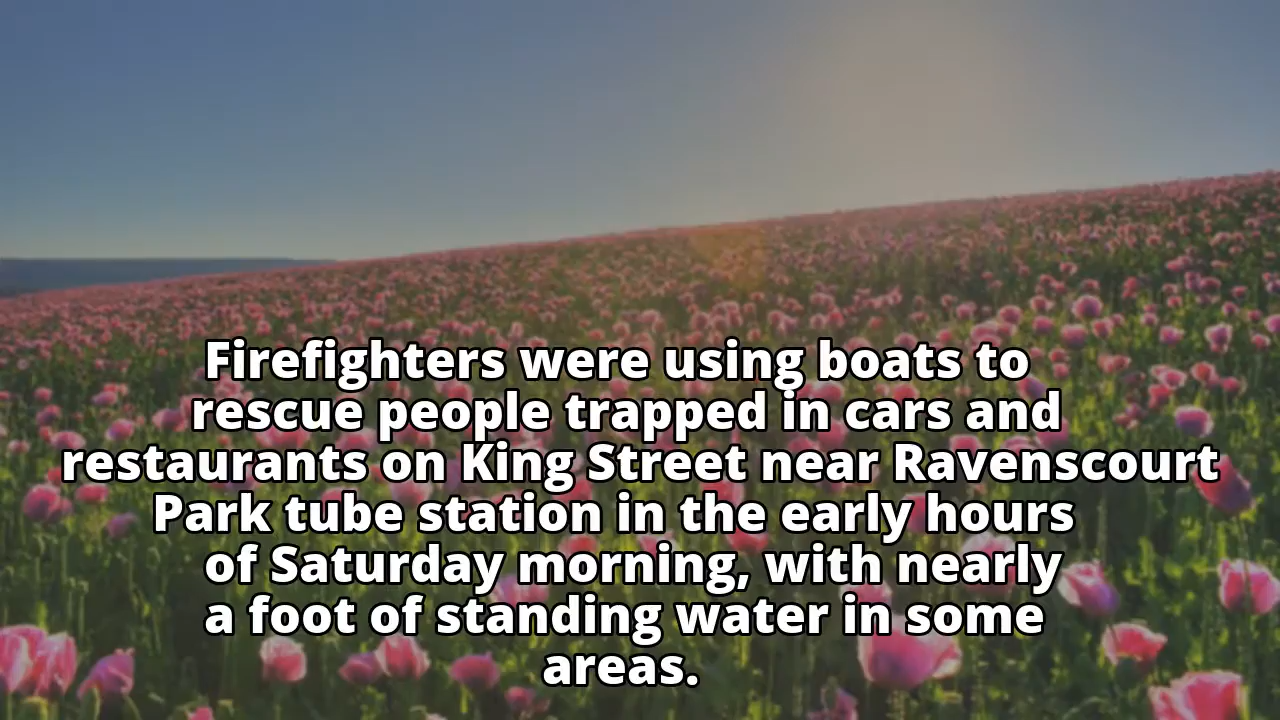 Firefighters were using boats to
rescue people trapped in cars and
restaurants on King Street near Ravenscourt
Park tube station in the early hours
of Saturday morning, with nearly
a foot of standing water in some
areas.